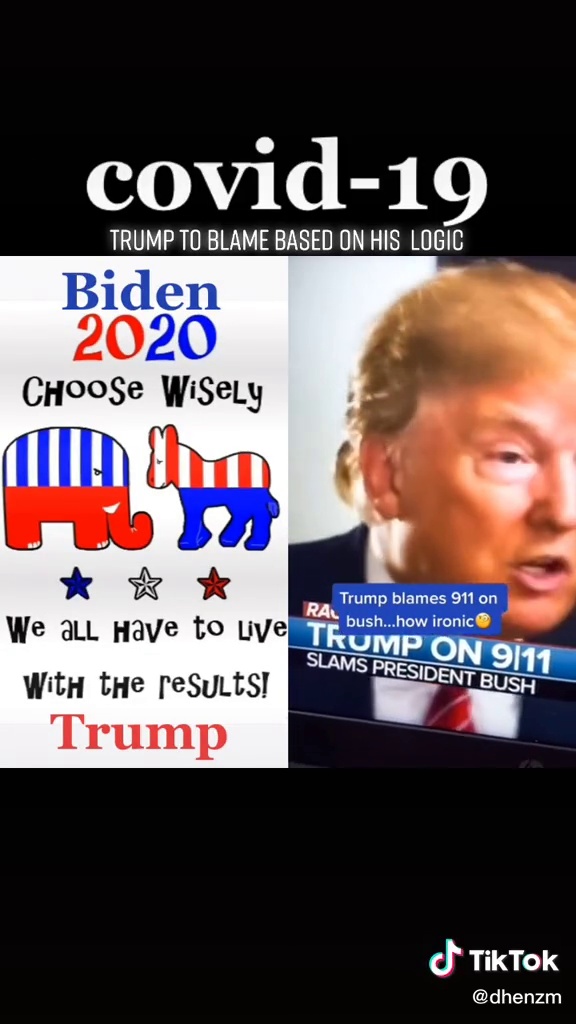 covid-19
TRUMP TO BLAME BASED ON HIS LOGIC
Biden
2020
CHOOSE WISELY
We all Have to Live
With the results!
Trump
Trump blames 911 on
bush...how ironic🤔
TRUMP ON 9|11
SLAMS PRESIDENT BUSH
TikTok
@dhenzm